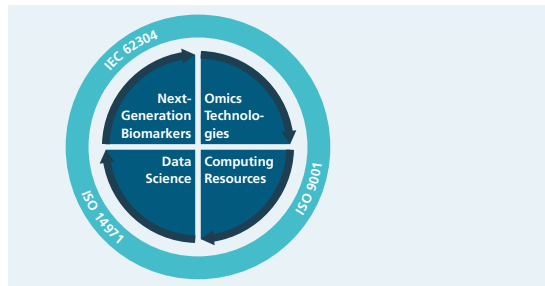 IEC 62304
Next-
Generation
Biomarkers
Omics
Technolo-
gies
Data
Science
Computing
Resources
ISO 14971
ISO 9001